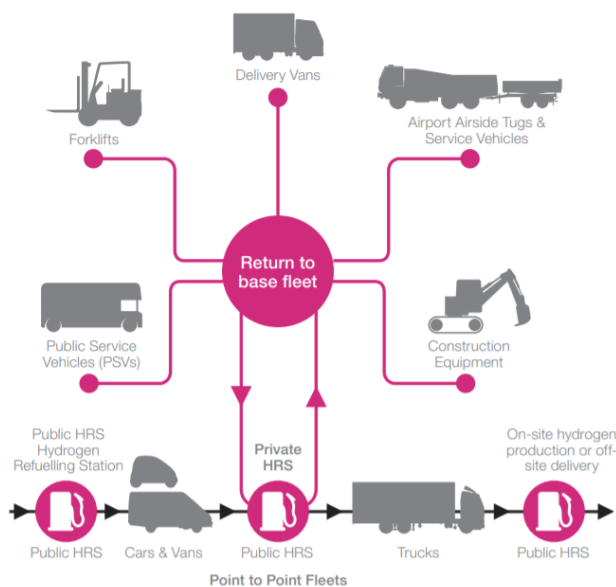 Delivery Vans
Forklifts
Airport Airside Tugs &
Service Vehicles
Return to
base fleet
Public Service
Vehicles (PSVs)
Construction
Equipment
Public HRS
Hydrogen
Refuelling Station
Private
HRS
On-site hydrogen
production or off-
site delivery
Public HRS
Cars & Vans
Public HRS
Trucks
Public HRS
Point to Point Fleets